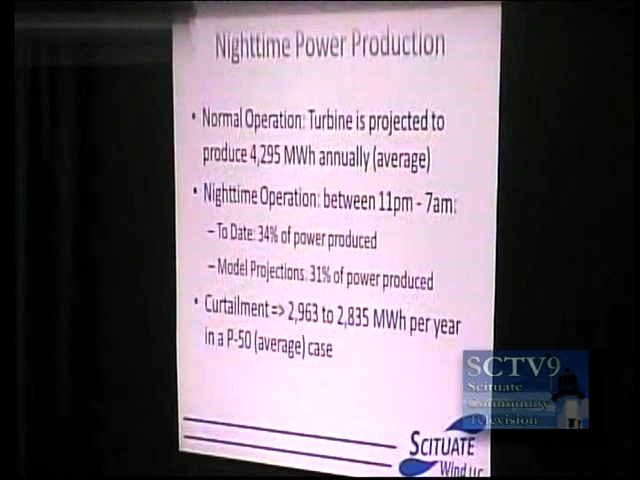 Nighttime Power Production
• Normal Operation: Turbine is projected to
produce 4,295 MWh annually (average)
• Nighttime Operation: between 11pm - 7am:
– To Date: 34% of power produced
– Model Projections: 31% of power produced
• Curtailment => 2,963 to 2,835 MWh per year
in a P-50 (average) case
SCITUATE
Wind LLC
SCTV9
Scituate
Community
Television